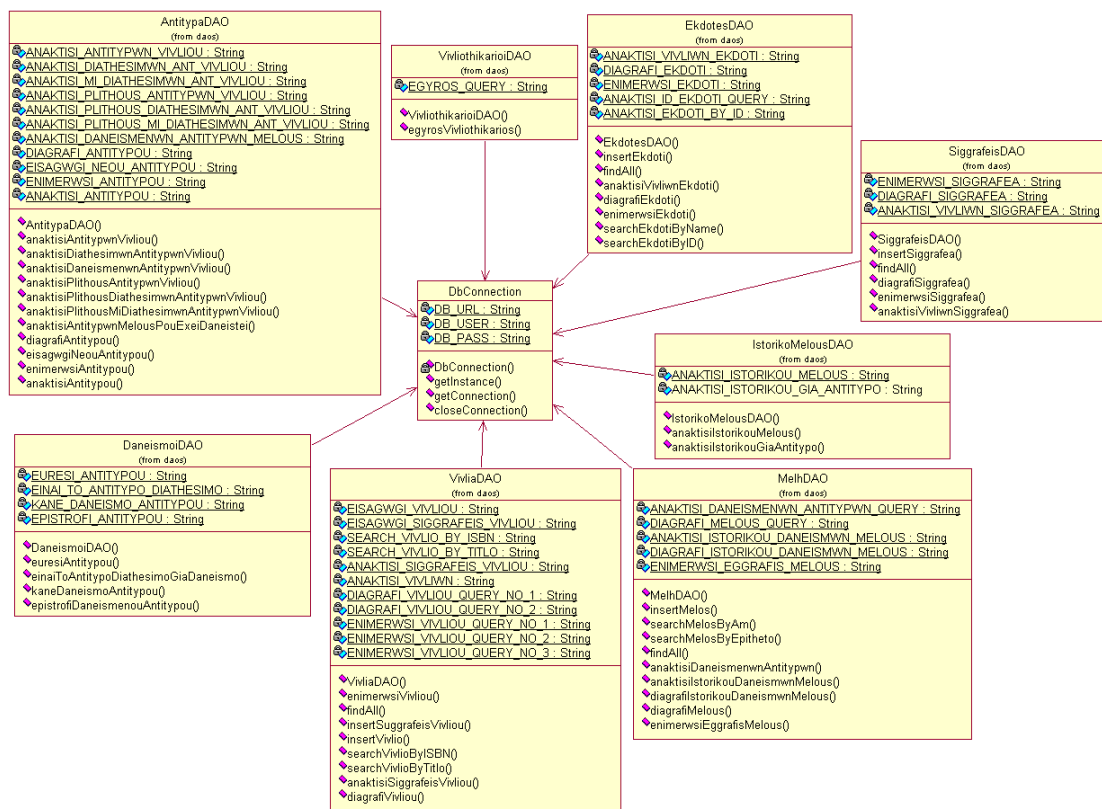 AntitypaDAO
(from daos)
ANAKTISI_ANTITYPWN_VIVLIOU : String
ANAKTISI_DIATHESIMWN_ANT_VIVLIOU : String
ANAKTISI_MI_DIATHESIMWN_ANT_VIVLIOU : String
ANAKTISI_PLITHOUS_ANTITYPWN_VIVLIOU : String
ANAKTISI_PLITHOUS_DIATHESIMWN_ANT_VIVLIOU : String
ANAKTISI_PLITHOUS_MI_DIATHESIMWN_ANT_VIVLIOU : String
ANAKTISI_DANEISMENWN_ANTITYPWN_MELOUS : String
DIAGRAFI_ANTITYPOU : String
EISAGWGI_NEOU_ANTITYPOU : String
ENIMERWSI_ANTITYPOU : String
ANAKTISI_ANTITYPOU : String
AntitypaDAO()
anaktisiAntitypwnVivliou()
anaktisiDiathesimwnAntitypwnVivliou()
anaktisiDaneismenwnAntitypwnVivliou()
anaktisiPlithousAntitypwnVivliou()
anaktisiPlithousDiathesimwnAntitypwnVivliou()
anaktisiPlithousMiDiathesimwnAntitypwnVivliou()
anaktisiAntitypwnMelousPouExeiDaneistei()
diagrafiAntitypou()
eisagwgiNeouAntitypou()
enimerwsiAntitypou()
anaktisiAntitypou()
VivliothikarioiDAO
(from daos)
EGYROS_QUERY : String
VivliothikarioiDAO()
egyrosVivliothikarios()
EkdotesDAO
(from daos)
ANAKTISI_VIVLIWN_EKDOTI : String
DIAGRAFI_EKDOTI : String
ENIMERWSI_EKDOTI : String
ANAKTISI_ID_EKDOTI_QUERY : String
ANAKTISI_EKDOTI_BY_ID : String
EkdotesDAO()
insertEkdoti()
findAll()
anaktisiVivliwnEkdoti()
diagrafiEkdoti()
enimerwsiEkdoti()
searchEkdotiByName()
searchEkdotiByID()
SiggrafeisDAO
(from daos)
ENIMERWSI_SIGGRAFEA : String
DIAGRAFI_SIGGRAFEA : String
ANAKTISI_VIVLIWN_SIGGRAFEA : String
SiggrafeisDAO()
insertSiggrafea()
findAll()
diagrafiSiggrafea()
enimerwsiSiggrafea()
anaktisiVivliwnSiggrafea()
DbConnection
DB_URL : String
DB_USER : String
DB_PASS : String
DbConnection()
getInstance()
getConnection()
closeConnection()
IstorikoMelousDAO
(from daos)
ANAKTISI_ISTORIKOU_MELOUS : String
ANAKTISI_ISTORIKOU_GIA_ANTITYPO : String
IstorikoMelousDAO()
anaktisiIstorikouMelous()
anaktisiIstorikouGiaAntitypo()
DaneismoiDAO
(from daos)
EURESI_ANTITYPOU : String
EINAI_TO_ANTITYPO_DIATHESIMO : String
KANE_DANEISMO_ANTITYPOU : String
EPISTROFI_ANTITYPOU : String
DaneismoiDAO()
euresiAntitypou()
einaiToAntitypoDiathesimoGiaDaneismo()
kaneDaneismoAntitypou()
epistrofiDaneismenouAntitypou()
VivliaDAO
(from daos)
EISAGWGI_VIVLIOU : String
EISAGWGI_SIGGRAFEIS_VIVLIOU : String
SEARCH_VIVLIO_BY_ISBN : String
SEARCH_VIVLIO_BY_TITLO : String
ANAKTISI_SIGGRAFEIS_VIVLIOU : String
ANAKTISI_VIVLIWN : String
DIAGRAFI_VIVLIOU_QUERY_NO_1 : String
DIAGRAFI_VIVLIOU_QUERY_NO_2 : String
ENIMERWSI_VIVLIOU_QUERY_NO_1 : String
ENIMERWSI_VIVLIOU_QUERY_NO_2 : String
ENIMERWSI_VIVLIOU_QUERY_NO_3 : String
VivliaDAO()
enimerwsiVivliou()
findAll()
insertSuggrafeisVivliou()
insertVivlio()
searchVivlioByISBN()
searchVivlioByTitlo()
anaktisiSiggrafeisVivliou()
diagrafiVivliou()
MelhDAO
(from daos)
ANAKTISI_DANEISMENWN_ANTITYPWN_QUERY : String
DIAGRAFI_MELOUS_QUERY : String
ANAKTISI_ISTORIKOU_DANEISMWN_MELOUS : String
DIAGRAFI_ISTORIKOU_DANEISMWN_MELOUS : String
ENIMERWSI_EGGRAFIS_MELOUS : String
MelhDAO()
insertMelos()
searchMelosByAm()
searchMelosByEpitheto()
findAll()
anaktisiDaneismenwnAntitypwn()
anaktisiIstorikouDaneismwnMelous()
diagrafiIstorikouDaneismwnMelous()
diagrafiMelous()
enimerwsiEggrafisMelous()